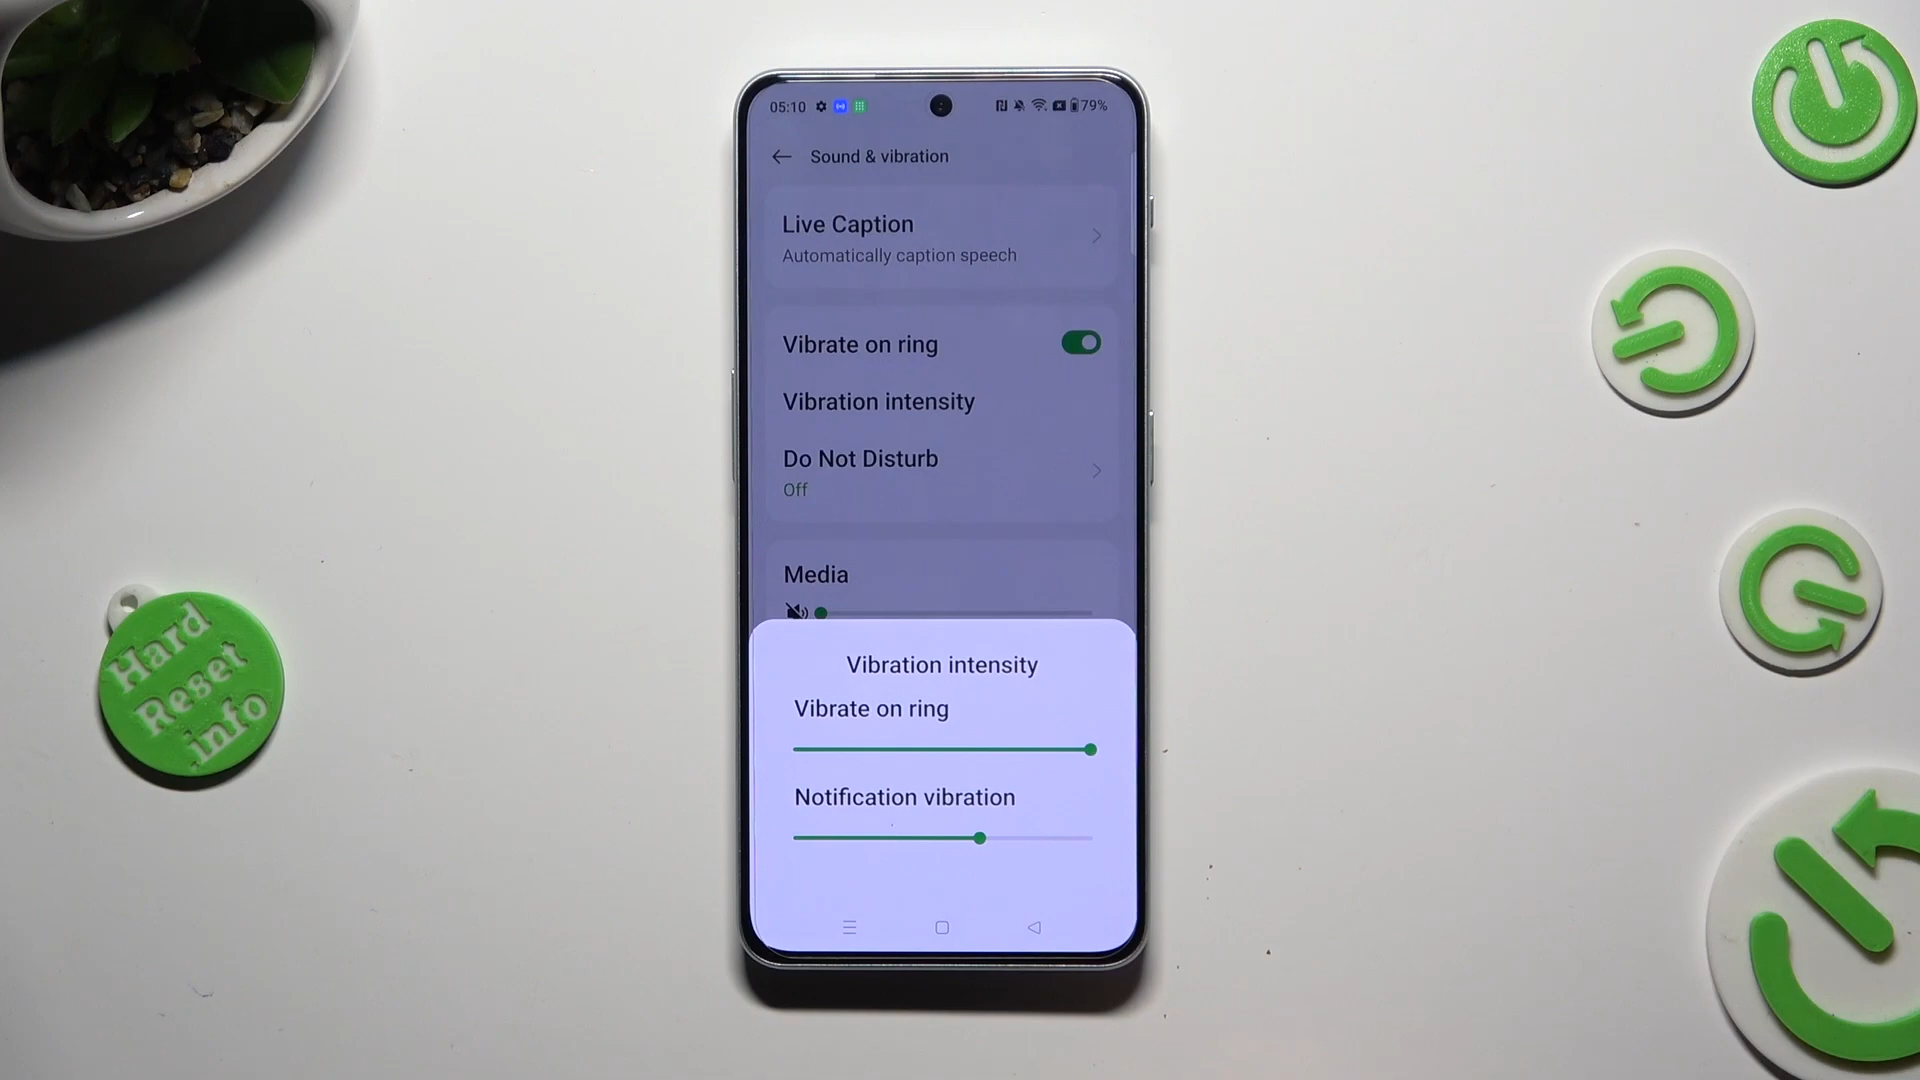 05:10
79%
Sound & vibration
Live Caption
Automatically caption speech
Vibrate on ring
Vibration intensity
Do Not Disturb
Off
Media
Vibration intensity
Vibrate on ring
Notification vibration
Hard
Reset
.info